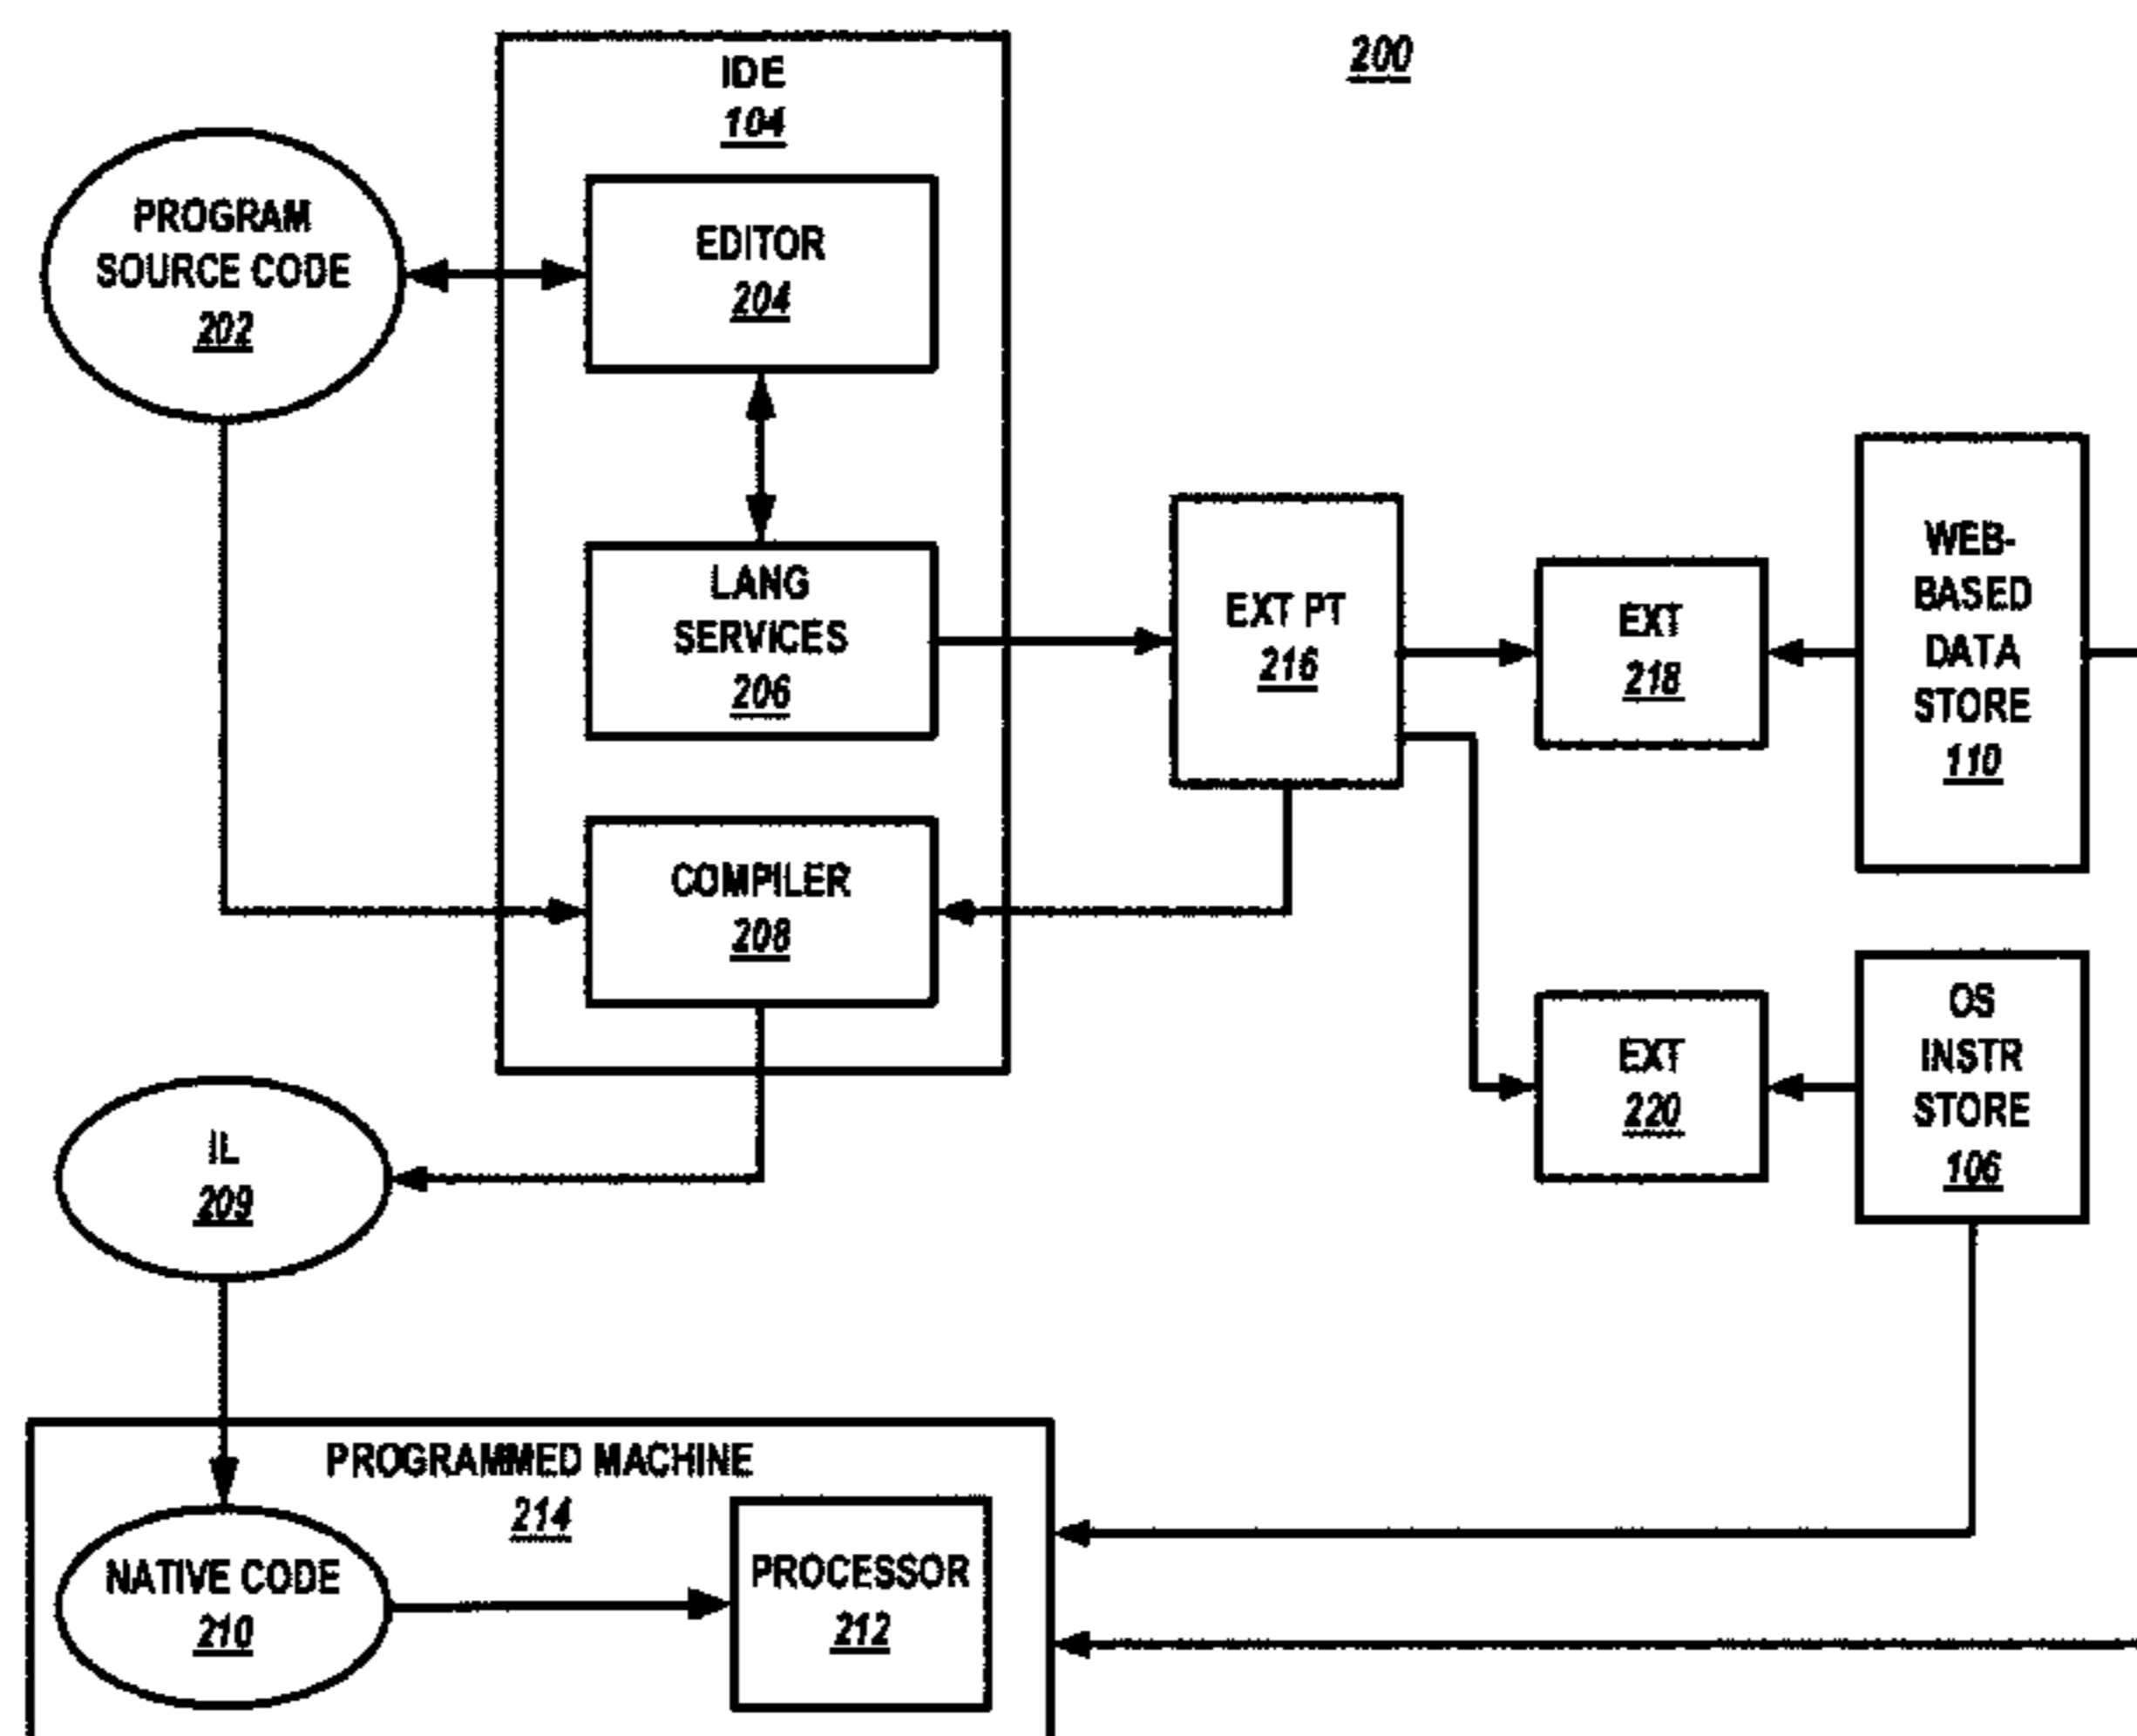 200
IDE
104
PROGRAM
SOURCE CODE
202
EDITOR
204
LANG
SERVICES
206
EXT PT
216
EXT
218
WEB-
BASED
DATA
STORE
110
COMPILER
208
OS
INSTR
STORE
106
EXT
220
IL
209
PROGRAMMED MACHINE
214
NATIVE CODE
210
PROCESSOR
212